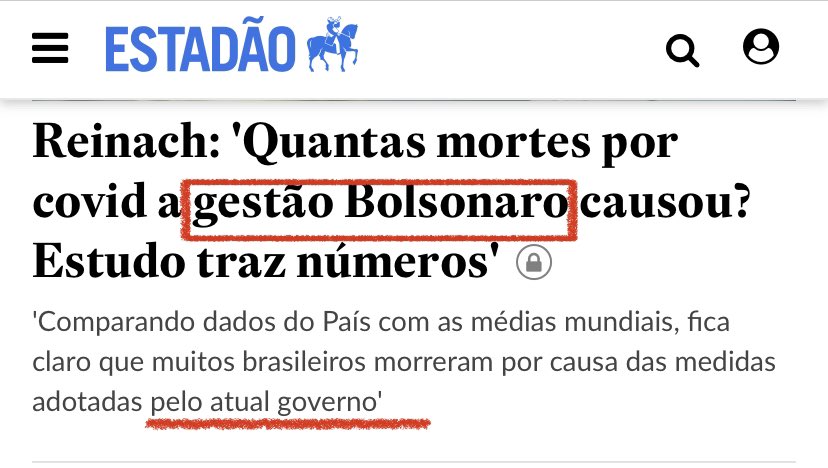 ESTADÃO
Reinach: 'Quantas mortes por
covid a gestão Bolsonaro causou?
Estudo traz números'
'Comparando dados do País com as médias mundiais, fica
claro que muitos brasileiros morreram por causa das medidas
adotadas pelo atual governo'